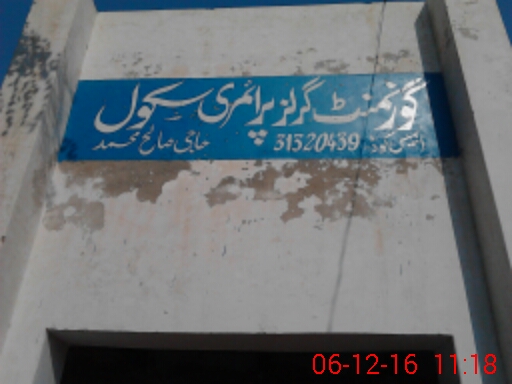 گورنمنٹ گرلز پرائمری سکول
ایمس کوڈ 31320439 حاجی صالح محمد
06-12-16 11:18